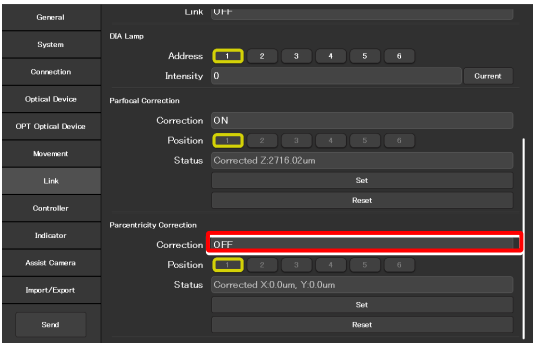 General
System
Connection
Optical Device
OPT Optical Device
Movement
Link
Controller
Indicator
Assist Camera
Import/Export
Send
Link OFF
DIA Lamp
Address 1 2 3 4 5 6
Intensity 0 Current
Parfocal Correction
Correction ON
Position 1 2 3 4 5 6
Status Corrected Z:2716.02um
Set
Reset
Parcentricity Correction
Correction OFF
Position 1 2 3 4 5 6
Status Corrected X:0.0um, Y:0.0um
Set
Reset